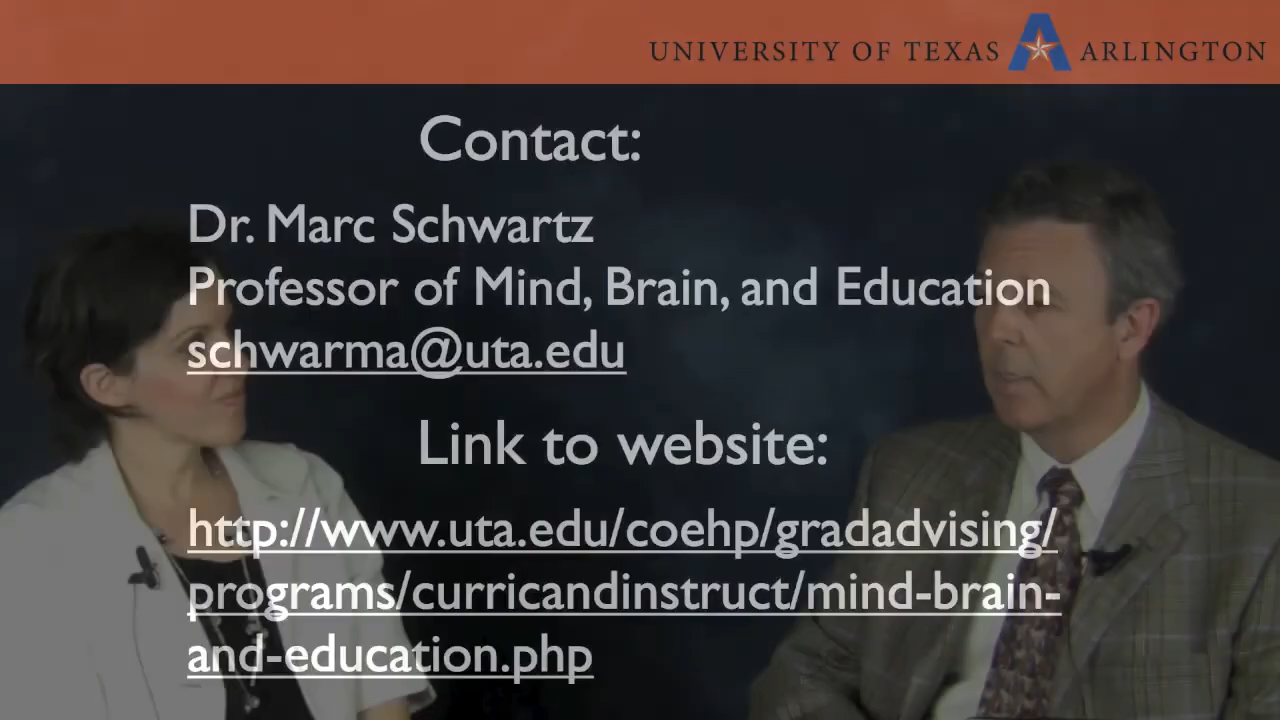 UNIVERSITY OF TEXAS A ARLINGTON
Contact:
Dr. Marc Schwartz
Professor of Mind, Brain, and Education
schwarma@uta.edu
Link to website:
http://www.uta.edu/coehp/gradadvising/
programs/curricandinstruct/mind-brain-
and-education.php